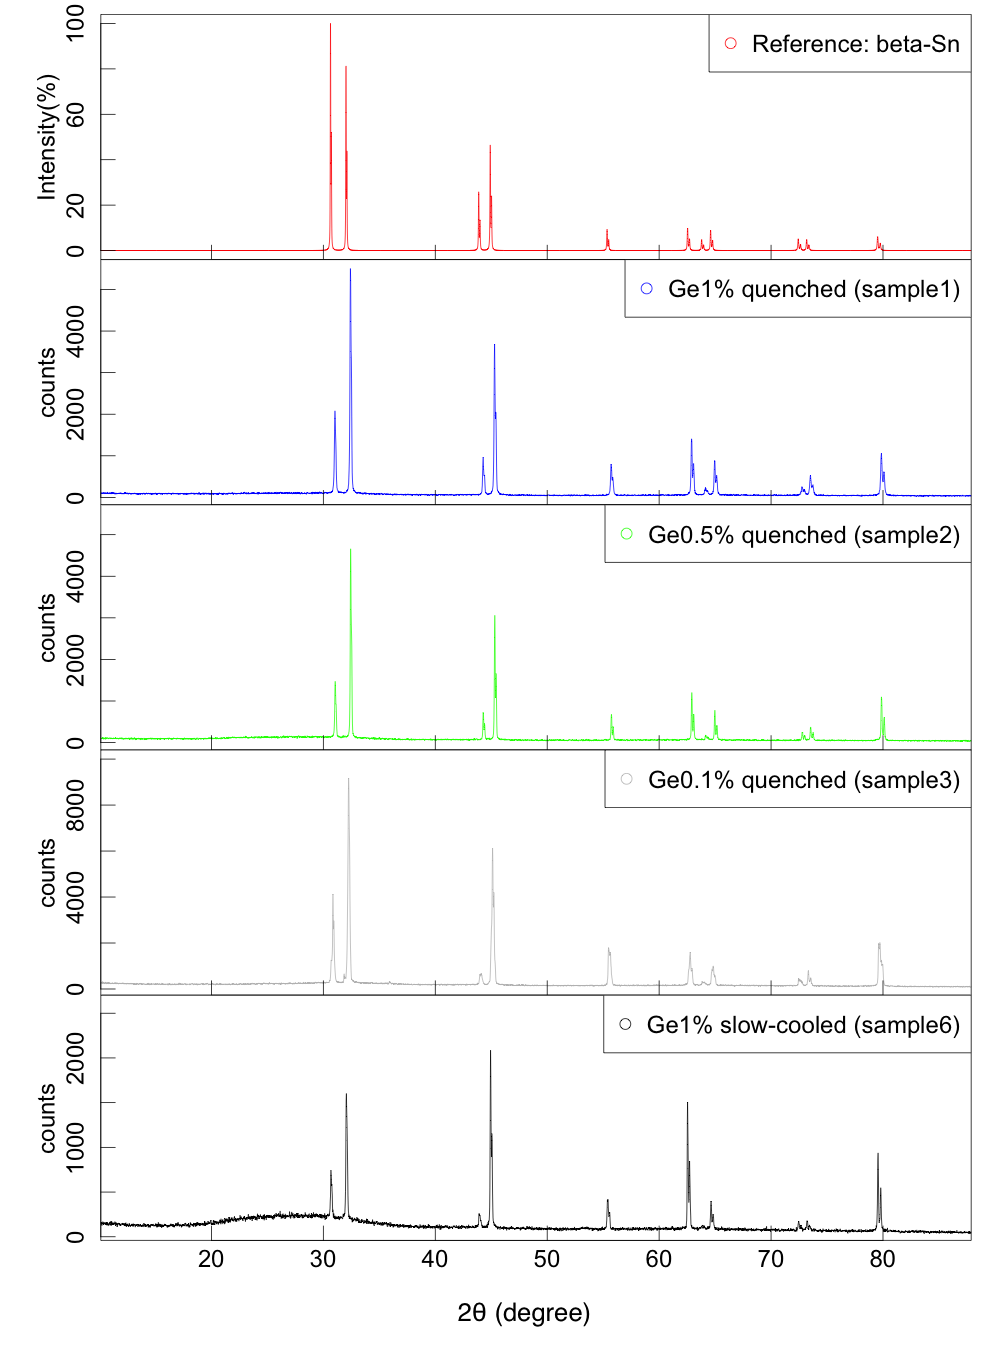 Reference: beta-Sn
Intensity(%)
100
60
20
0
Ge1% quenched (sample1)
counts
4000
2000
0
Ge0.5% quenched (sample2)
counts
4000
2000
0
Ge0.1% quenched (sample3)
counts
8000
4000
0
Ge1% slow-cooled (sample6)
counts
2000
1000
0
20 30 40 50 60 70 80
2θ (degree)